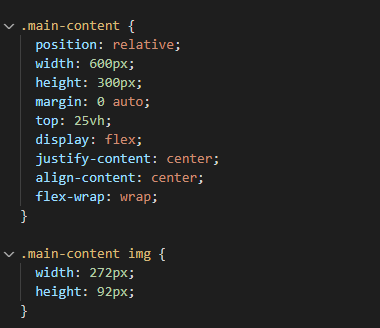 .main-content {
position: relative;
width: 600px;
height: 300px;
margin: 0 auto;
top: 25vh;
display: flex;
justify-content: center;
align-content: center;
flex-wrap: wrap;
}
.main-content img {
width: 272px;
height: 92px;
}